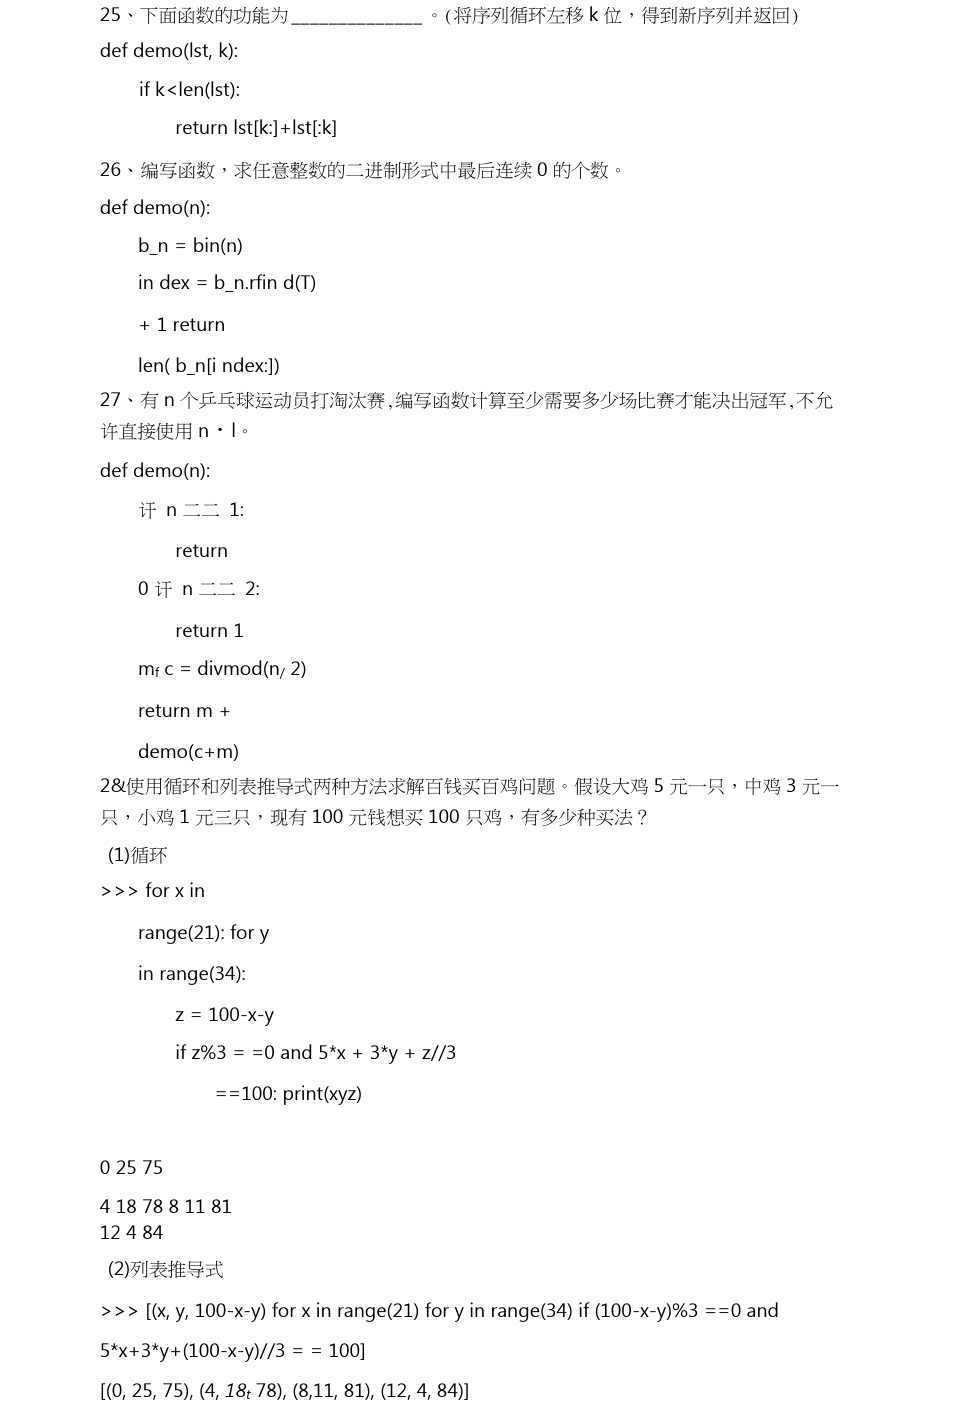 25、下面函数的功能为______________。(将序列循环左移 k 位，得到新序列并返回)
def demo(lst, k):
if k<len(lst):
return lst[k:]+lst[:k]
26、编写函数，求任意整数的二进制形式中最后连续 0 的个数。
def demo(n):
b_n = bin(n)
in dex = b_n.rfin d(T)
+ 1 return
len( b_n[i ndex:])
27、有 n 个乒乓球运动员打淘汰赛,编写函数计算至少需要多少场比赛才能决出冠军,不允
许直接使用 n・l。
def demo(n):
讦 n 二二 1:
return
0 讦 n 二二 2:
return 1
mf c = divmod(n/ 2)
return m +
demo(c+m)
2&使用循环和列表推导式两种方法求解百钱买百鸡问题。假设大鸡 5 元一只，中鸡 3 元一
只，小鸡 1 元三只，现有 100 元钱想买 100 只鸡，有多少种买法？
(1)循环
>>> for x in
range(21): for y
in range(34):
z = 100-x-y
if z%3 = =0 and 5*x + 3*y + z//3
==100: print(xyz)
0 25 75
4 18 78 8 11 81
12 4 84
(2)列表推导式
>>> [(x, y, 100-x-y) for x in range(21) for y in range(34) if (100-x-y)%3 ==0 and
5*x+3*y+(100-x-y)//3 = = 100]
[(0, 25, 75), (4, 18t 78), (8,11, 81), (12, 4, 84)]